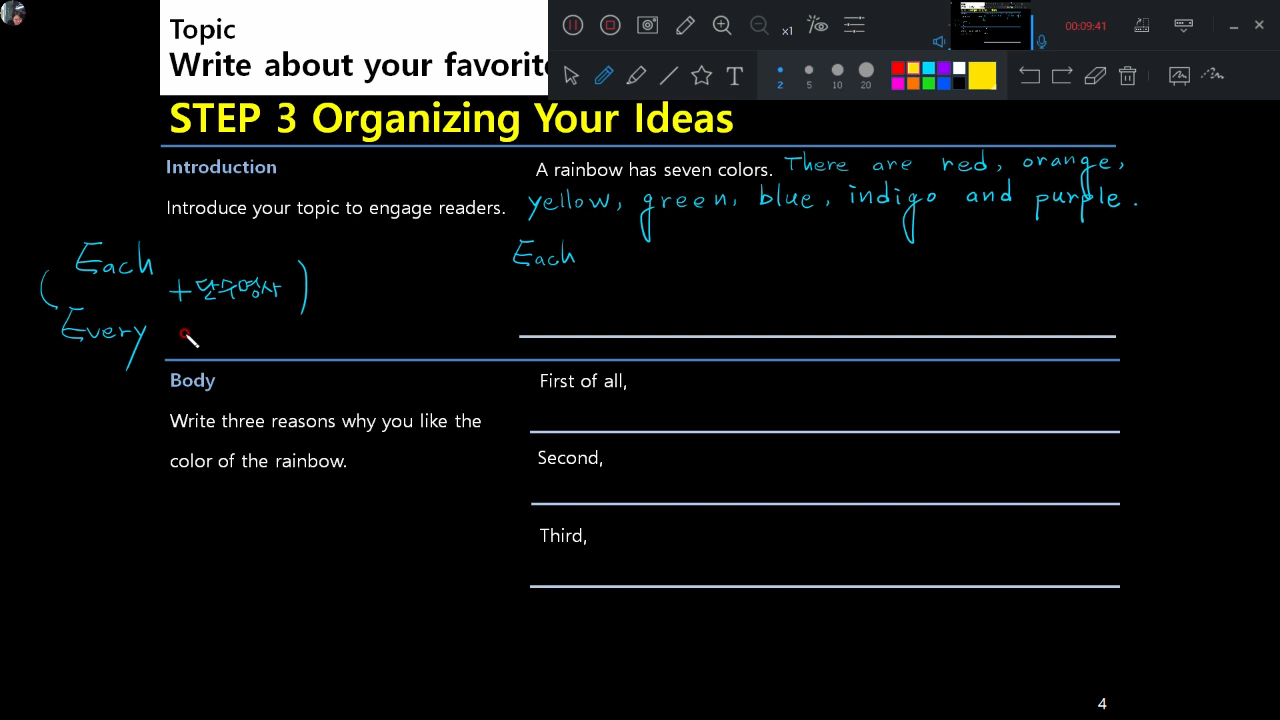 Topic
Write about your favorite
x1
00:09:41
T
2 5 10 20
STEP 3 Organizing Your Ideas
Introduction
Introduce your topic to engage readers.
A rainbow has seven colors. There are red, orange,
yellow, green, blue, indigo and purple.
Each
( Each
+단수명사 )
Every
Body
Write three reasons why you like the
color of the rainbow.
First of all,
Second,
Third,
4